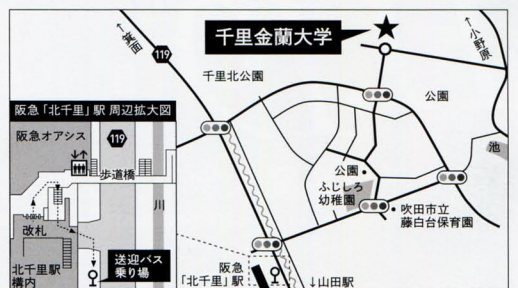 ↑箕面
119
千里金蘭大学
↑小野原
千里北公園
公園
阪急「北千里」駅 周辺拡大図
阪急オアシス
119
歩道橋
川
改札
北千里駅
構内
送迎バス
乗り場
池
公園
ふじしろ
幼稚園
吹田市立
藤白台保育園
阪急
「北千里」駅
↓山田駅